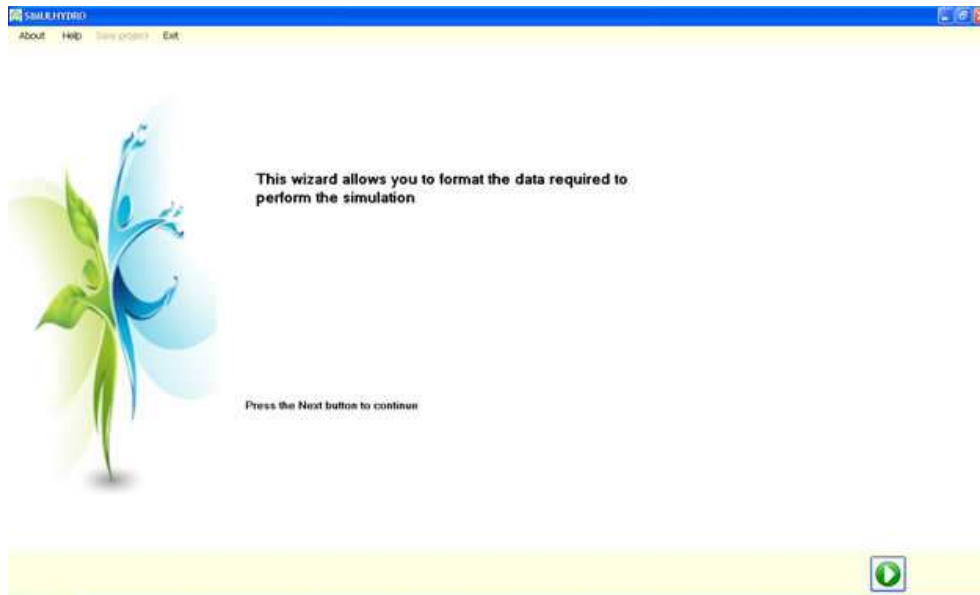 SIMULHYDRO
About Help Save project Exit
This wizard allows you to format the data required to
perform the simulation
Press the Next button to continue